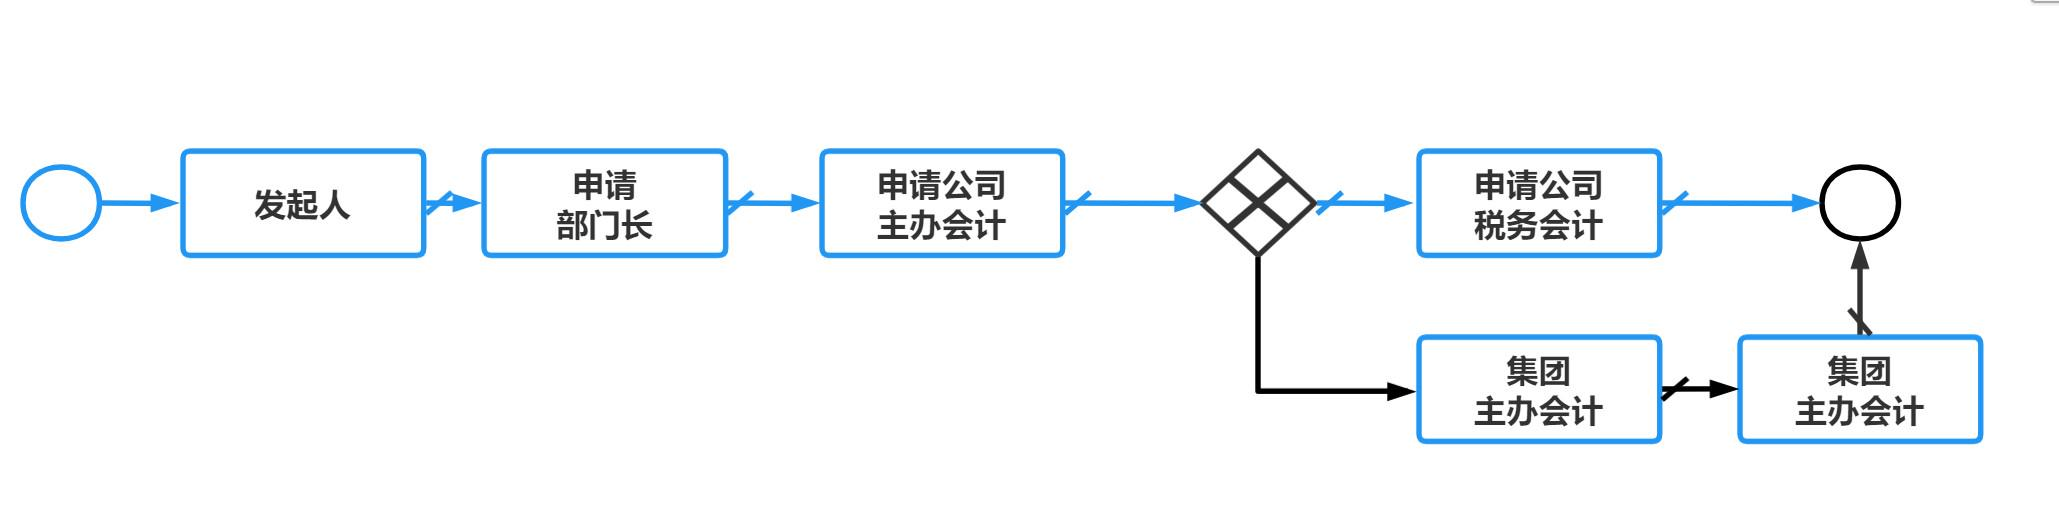 发起人
申请
部门长
申请公司
主办会计
申请公司
税务会计
集团
主办会计
集团
主办会计